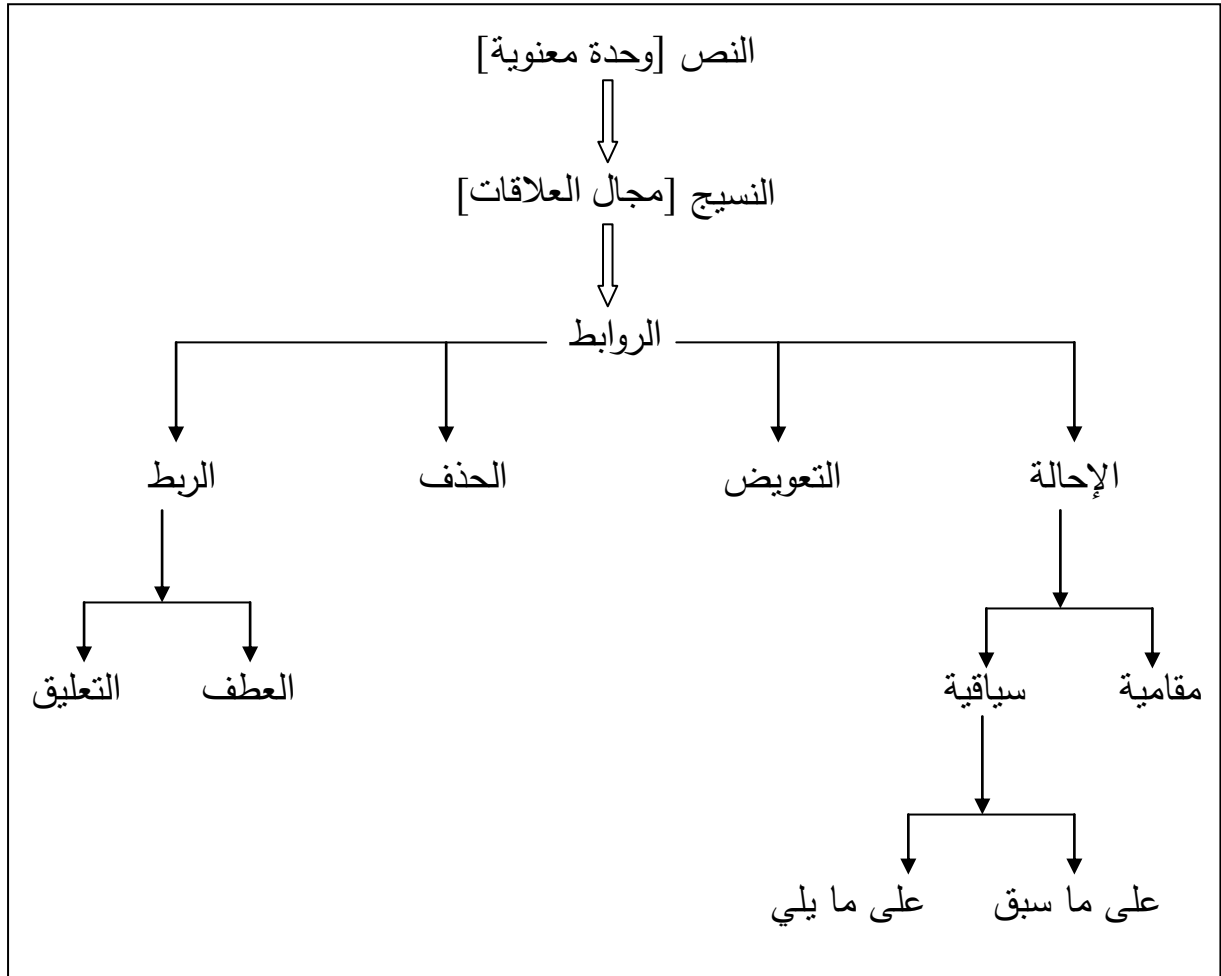 النص [وحدة معنوية]
النسيج [مجال العلاقات]
الروابط
الإحالة التعويض الحذف الربط
مقامية سياقية العطف التعليق
على ما سبق على ما يلي